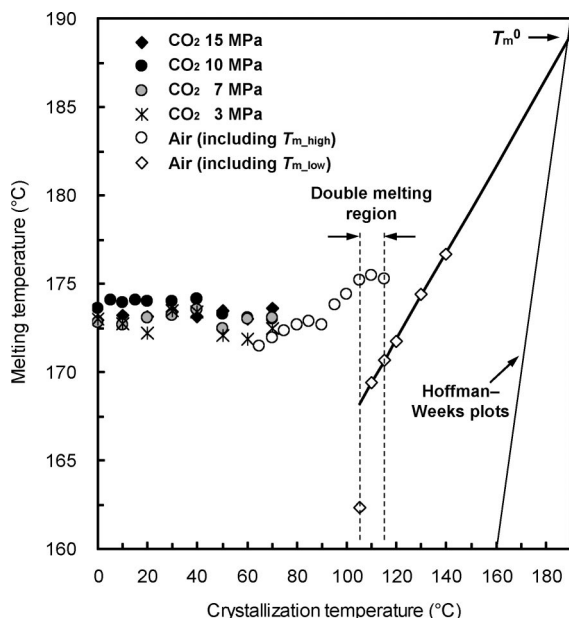 190
185
180
175
170
165
160
Melting temperature (°C)
CO₂ 15 MPa
CO₂ 10 MPa
CO₂ 7 MPa
CO₂ 3 MPa
Air (including Tm_high)
Air (including Tm_low)
Tm⁰
Double melting
region
Hoffman–
Weeks plots
0 20 40 60 80 100 120 140 160 180
Crystallization temperature (°C)